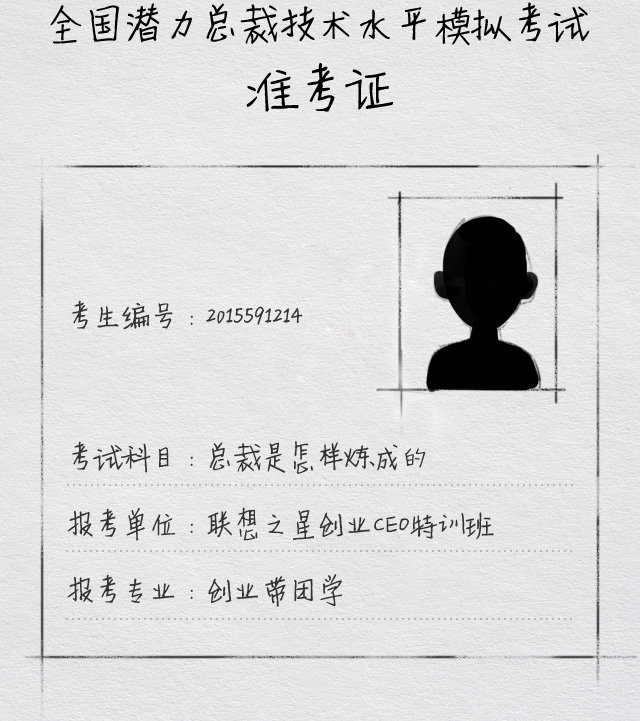 全国潜力总裁技术水平模拟考试
准考证
考生编号：2015591214
考试科目：总裁是怎样炼成的
报考单位：联想之星创业CEO特训班
报考专业：创业带团学